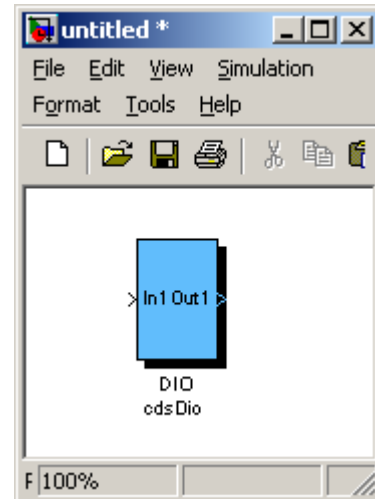 untitled *
File Edit View Simulation
Format Tools Help
In1 Out1
DIO
cdsDio
F 100%